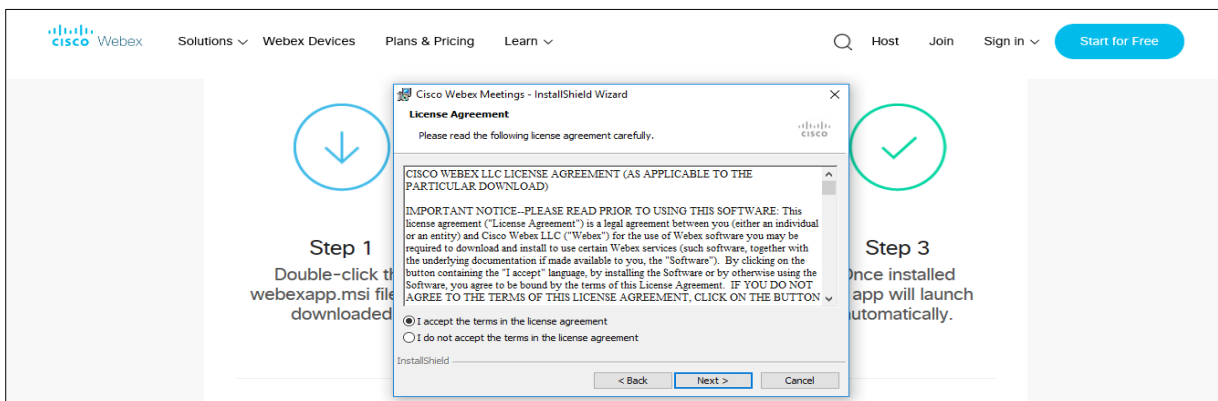 CISCO Webex
Solutions Webex Devices Plans & Pricing Learn Host Join Sign in Start for Free
Cisco Webex Meetings - InstallShield Wizard
License Agreement
Please read the following license agreement carefully.
CISCO
CISCO WEBEX LLC LICENSE AGREEMENT (AS APPLICABLE TO THE
PARTICULAR DOWNLOAD)
IMPORTANT NOTICE--PLEASE READ PRIOR TO USING THIS SOFTWARE: This
license agreement ("License Agreement") is a legal agreement between you (either an individual
or an entity) and Cisco Webex LLC ("Webex") for the use of Webex software you may be
required to download and install to use certain Webex services (such software, together with
the underlying documentation if made available to you, the "Software"). By clicking on the
button containing the "I accept" language, by installing the Software or by otherwise using the
Software, you agree to be bound by the terms of this License Agreement. IF YOU DO NOT
AGREE TO THE TERMS OF THIS LICENSE AGREEMENT, CLICK ON THE BUTTON
I accept the terms in the license agreement
I do not accept the terms in the license agreement
InstallShield
< Back Next > Cancel
Step 1
Double-click
webexapp.msi file
downloaded
Step 3
installed
app will launch